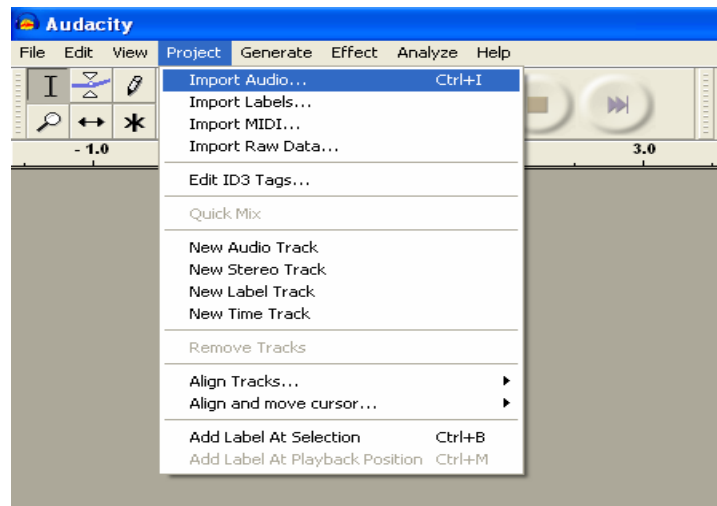 Audacity
File Edit View Project Generate Effect Analyze Help
Import Audio... Ctrl+I
Import Labels...
Import MIDI...
Import Raw Data...
- 1.0 3.0
Edit ID3 Tags...
Quick Mix
New Audio Track
New Stereo Track
New Label Track
New Time Track
Remove Tracks
Align Tracks...
Align and move cursor...
Add Label At Selection Ctrl+B
Add Label At Playback Position Ctrl+M